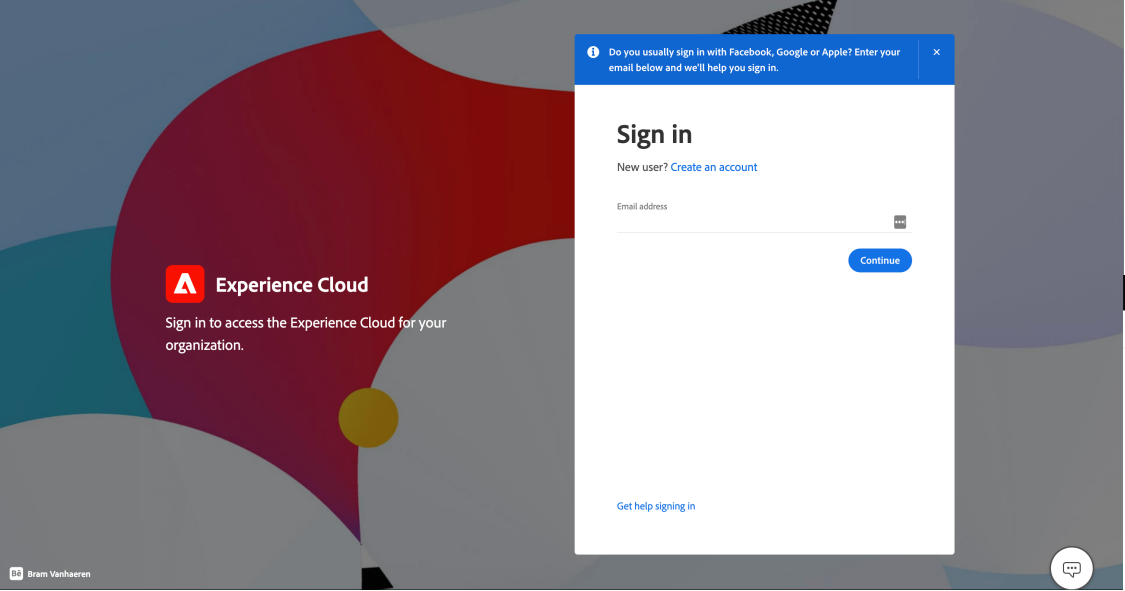 Do you usually sign in with Facebook, Google or Apple? Enter your
email below and we'll help you sign in.
Sign in
New user? Create an account
Email address
Continue
Experience Cloud
Sign in to access the Experience Cloud for your
organization.
Get help signing in
Bē Bram Vanhaeren